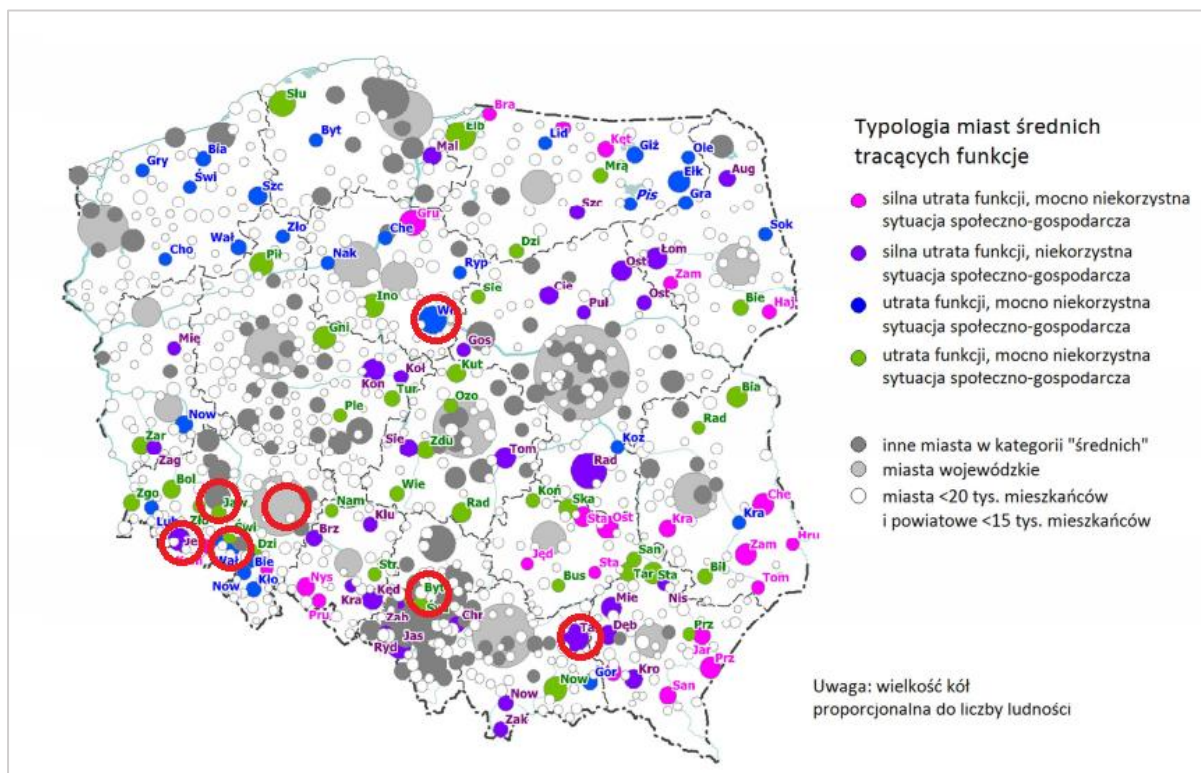 Słu
Bra
Byt
Elb
Mal
Lid
Kęt
Giż
Ole
Bia
Gry
Świ
Szc
Mrą
Ełk
Aug
Pis
Gra
Szc
Gru
Zło
Che
Wał
Cho
Nak
Pił
Ryp
Dzi
Sok
Łom
Ost
Zam
Cie
Ost
Puł
Sie
Ino
Bie
Haj
Gni
Gos
Mię
Koł
Kut
Kon
Tur
Ple
Ozo
Bia
Rad
Now
Zar
Zag
Sie
Zdu
Tom
Koz
Rad
Bol
Zgo
Jaw
Nam
Wie
Rad
Koń
Ska
Sta
Ost
Che
Kra
Kra
Hru
Lub
Zło
Świ
Dzi
Brz
Klu
Jęd
Sta
San
Zam
Tom
Wał
Bie
Now
Kło
Nys
Pru
Str
Kęd
Kra
Byt
Bus
Tar
Sta
Nis
Bił
Mie
Zab
Chr
Jas
Ryd
Dęb
Prz
Jar
Prz
Now
Gór
Kro
San
Now
Zak
Typologia miast średnich
tracących funkcje
silna utrata funkcji, mocno niekorzystna
sytuacja społeczno-gospodarcza
silna utrata funkcji, niekorzystna
sytuacja społeczno-gospodarcza
utrata funkcji, mocno niekorzystna
sytuacja społeczno-gospodarcza
utrata funkcji, mocno niekorzystna
sytuacja społeczno-gospodarcza
inne miasta w kategorii "średnich"
miasta wojewódzkie
miasta <20 tys. mieszkańców
i powiatowe <15 tys. mieszkańców
Uwaga: wielkość kół
proporcjonalna do liczby ludności